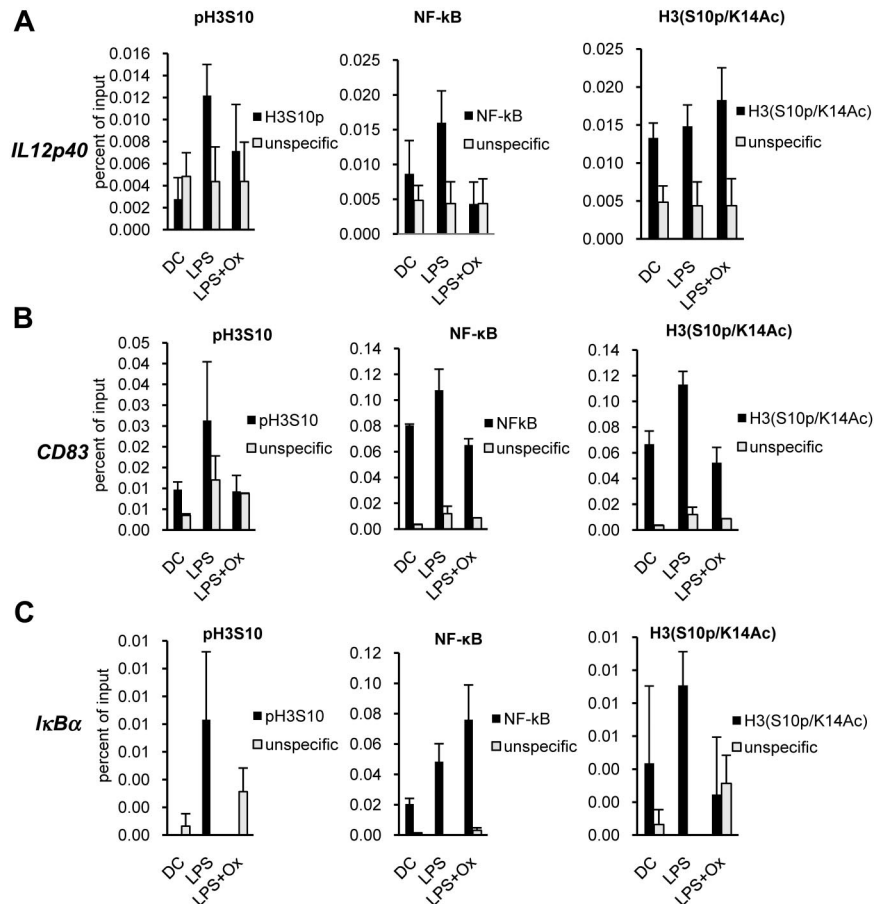 A
pH3S10
NF-kB
H3(S10p/K14Ac)
IL12p40
percent of input
0.016
0.014
0.012
0.010
0.008
0.006
0.004
0.002
0.000
H3S10p
unspecific
DC
LPS
LPS+Ox
0.025
0.020
0.015
0.010
0.005
0.000
NF-kB
unspecific
DC
LPS
LPS+Ox
0.025
0.020
0.015
0.010
0.005
0.000
H3(S10p/K14Ac)
unspecific
DC
LPS
LPS+Ox
B
pH3S10
NF-κB
H3(S10p/K14Ac)
CD83
percent of input
0.05
0.04
0.04
0.03
0.03
0.02
0.02
0.01
0.01
0.00
pH3S10
unspecific
DC
LPS
LPS+Ox
0.14
0.12
0.10
0.08
0.06
0.04
0.02
0.00
NFkB
unspecific
DC
LPS
LPS+Ox
0.14
0.12
0.10
0.08
0.06
0.04
0.02
0.00
H3(S10p/K14Ac)
unspecific
DC
LPS
LPS+Ox
C
pH3S10
NF-κB
H3(S10p/K14Ac)
IκBα
percent of input
0.01
0.01
0.01
0.01
0.01
0.00
0.00
0.00
pH3S10
unspecific
DC
LPS
LPS+Ox
0.12
0.10
0.08
0.06
0.04
0.02
0.00
NF-kB
unspecific
DC
LPS
LPS+Ox
0.01
0.01
0.01
0.01
0.00
0.00
0.00
H3(S10p/K14Ac)
unspecific
DC
LPS
LPS+Ox